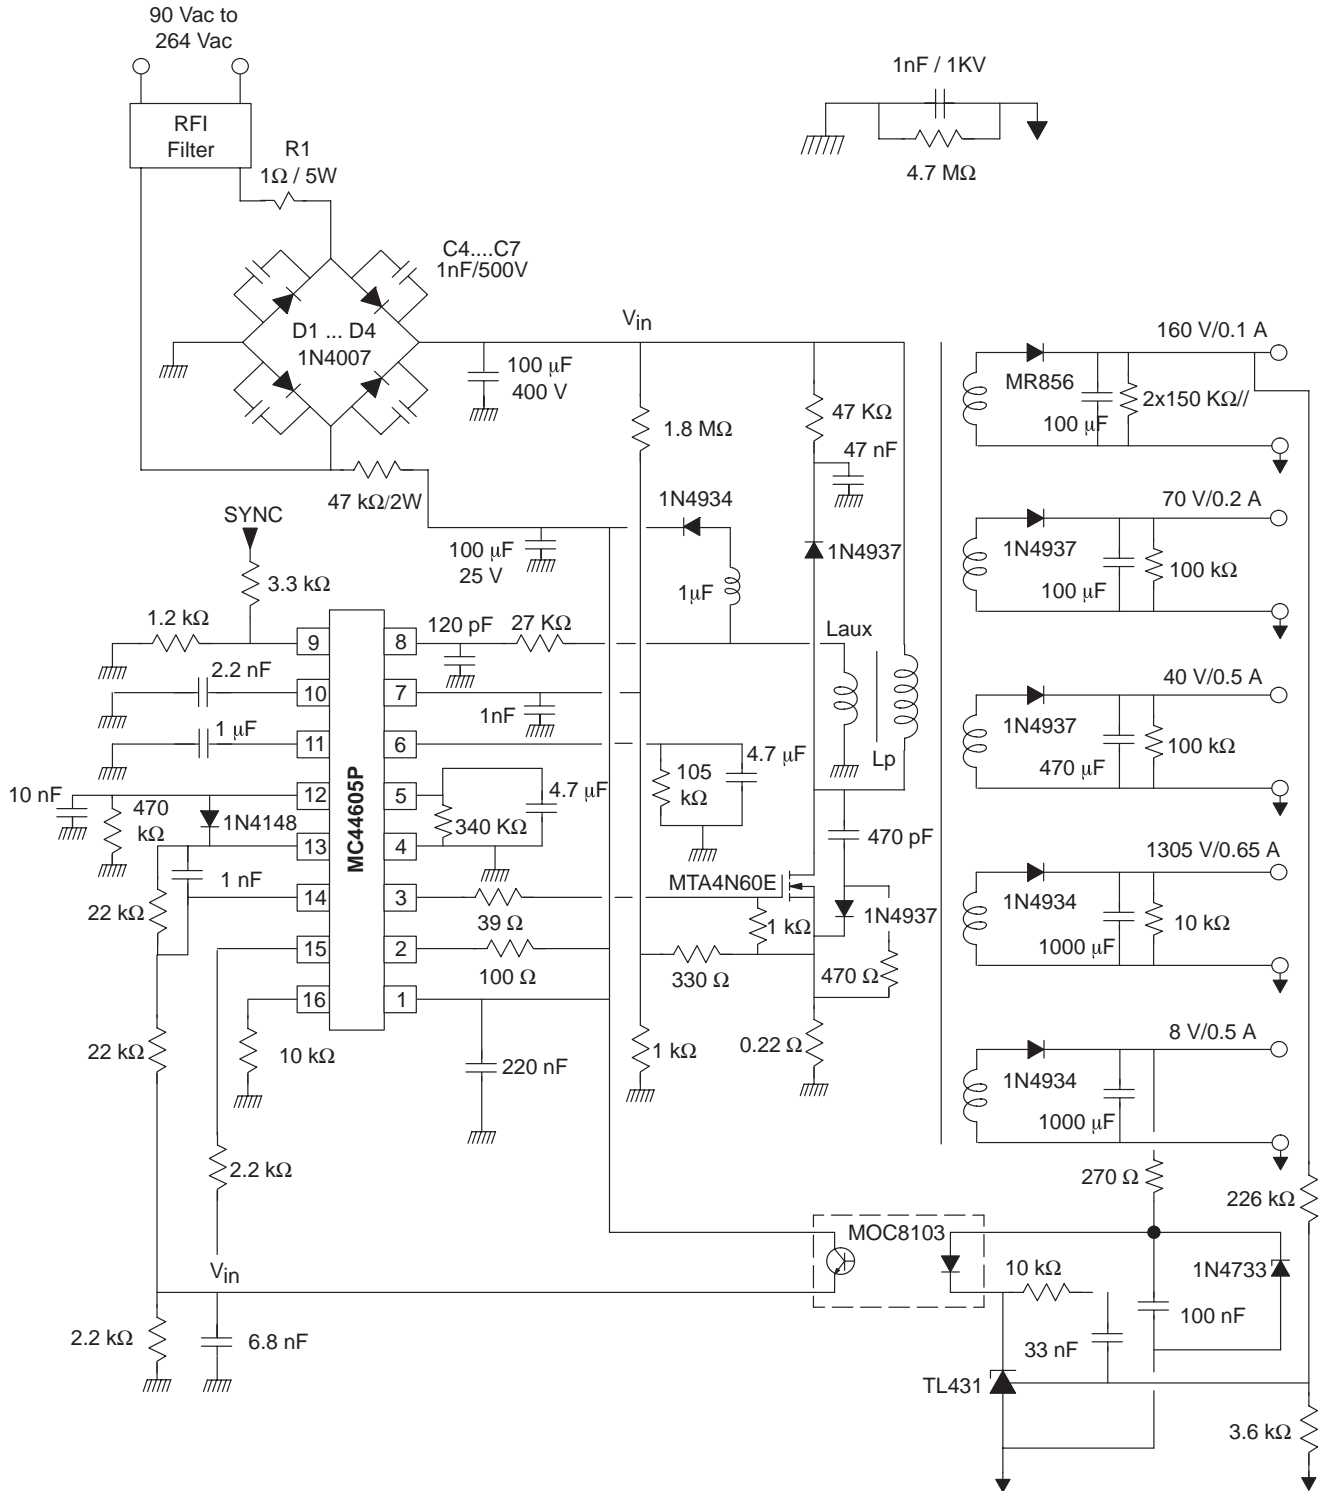 90 Vac to
264 Vac
RFI
Filter
R1
1Ω / 5W
1nF / 1KV
4.7 MΩ
C4....C7
1nF/500V
D1 ... D4
1N4007
Vin
100 µF
400 V
1.8 MΩ
47 KΩ
47 nF
160 V/0.1 A
MR856
2x150 KΩ//
100 µF
47 kΩ/2W
1N4934
1N4937
1µF
100 µF
25 V
70 V/0.2 A
1N4937
100 kΩ
100 µF
SYNC
3.3 kΩ
1.2 kΩ
9
8
120 pF
27 KΩ
Laux
2.2 nF
10
7
1nF
40 V/0.5 A
1N4937
100 kΩ
470 µF
1 µF
11
6
105
kΩ
4.7 µF
Lp
10 nF
12
5
4.7 µF
470
kΩ
1N4148
340 KΩ
MC44605P
13
4
470 pF
1305 V/0.65 A
1N4934
10 kΩ
1000 µF
1 nF
14
3
MTA4N60E
1N4937
22 kΩ
39 Ω
1 kΩ
15
2
100 Ω
330 Ω
470 Ω
16
1
22 kΩ
10 kΩ
220 nF
1 kΩ
0.22 Ω
8 V/0.5 A
1N4934
1000 µF
2.2 kΩ
270 Ω
226 kΩ
MOC8103
Vin
10 kΩ
1N4733
100 nF
2.2 kΩ
6.8 nF
33 nF
TL431
3.6 kΩ